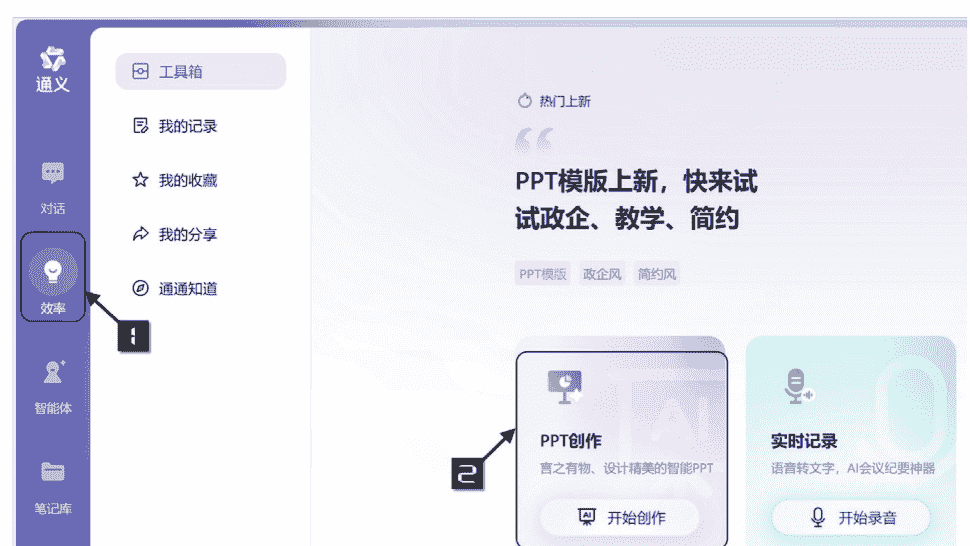 通义
对话
效率
智能体
笔记库
工具箱
我的记录
我的收藏
我的分享
通通知道
1
热门上新
PPT模版上新，快来试
试政企、教学、简约
PPT模版 政企风 简约风
2
PPT创作
言之有物、设计精美的智能PPT
开始创作
实时记录
语音转文字，AI会议纪要神器
开始录音